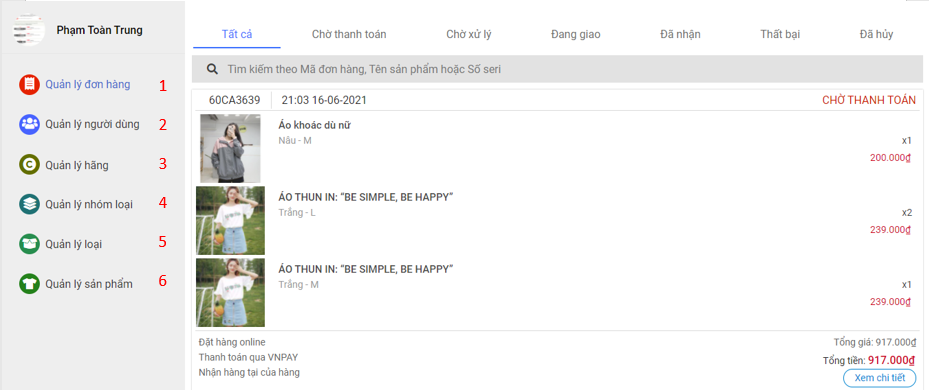 Phạm Toàn Trung
Quản lý đơn hàng 1
Quản lý người dùng 2
Quản lý hãng 3
Quản lý nhóm loại 4
Quản lý loại 5
Quản lý sản phẩm 6
Tất cả Chờ thanh toán Chờ xử lý Đang giao Đã nhận Thất bại Đã hủy
Tìm kiếm theo Mã đơn hàng, Tên sản phẩm hoặc Số seri
60CA3639 21:03 16-06-2021 CHỜ THANH TOÁN
Áo khoác dù nữ
Nâu - M x1
200.000₫
ÁO THUN IN: “BE SIMPLE, BE HAPPY”
Trắng - L x2
239.000₫
ÁO THUN IN: “BE SIMPLE, BE HAPPY”
Trắng - M x1
239.000₫
Đặt hàng online Tổng giá: 917.000₫
Thanh toán qua VNPAY Tổng tiền: 917.000₫
Nhận hàng tại của hàng Xem chi tiết